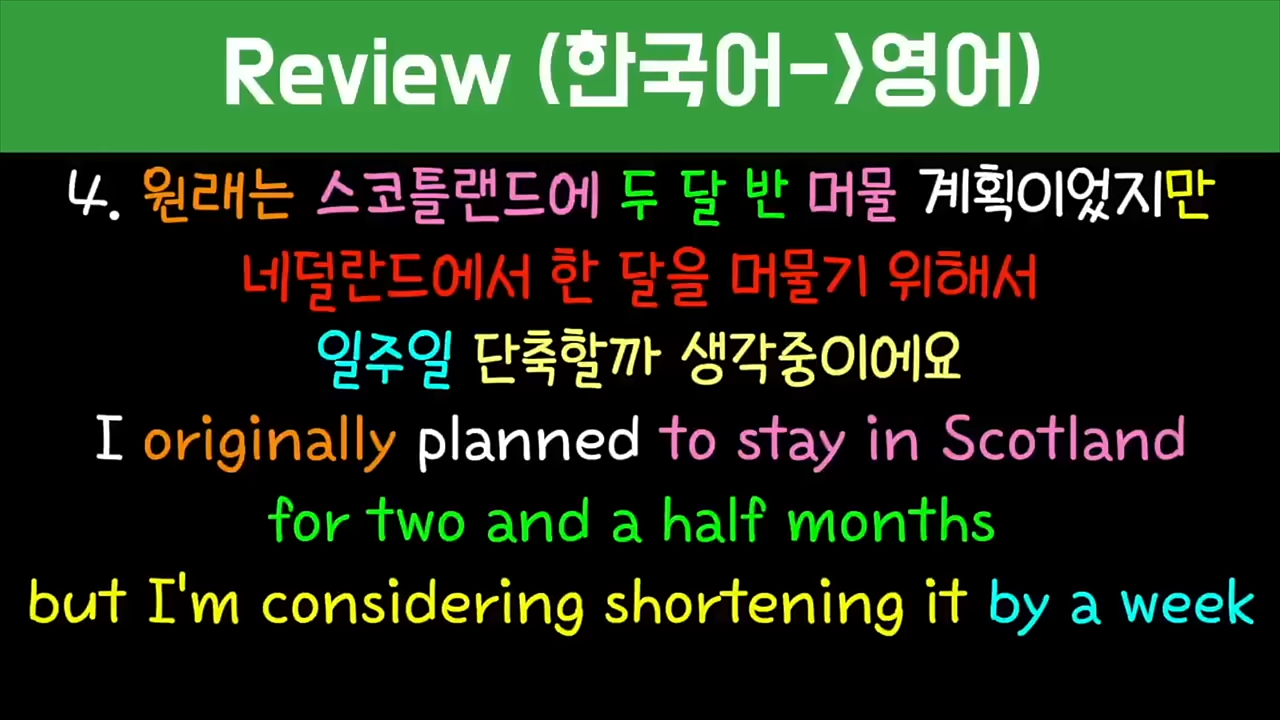 Review (한국어->영어)
4. 원래는 스코틀랜드에 두 달 반 머물 계획이었지만
네덜란드에서 한 달을 머물기 위해서
일주일 단축할까 생각중이에요
I originally planned to stay in Scotland
for two and a half months
but I'm considering shortening it by a week